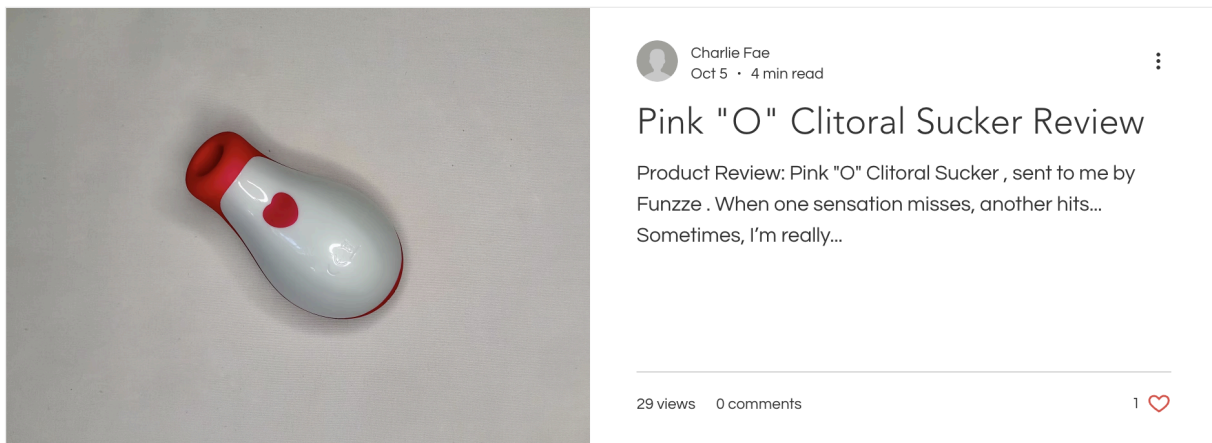 Charlie Fae
Oct 5 · 4 min read
Pink "O" Clitoral Sucker Review
Product Review: Pink "O" Clitoral Sucker , sent to me by
Funzze . When one sensation misses, another hits...
Sometimes, I’m really...
29 views 0 comments
1